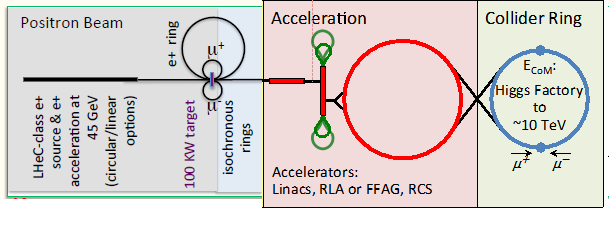 Positron Beam
LHeC-class e+
source & e+
acceleration at
45 GeV
(circular/linear
options)
e+ ring
μ+
μ-
100 KW target
isochronous
rings
Acceleration
Accelerators:
Linacs, RLA or FFAG, RCS
Collider Ring
ECoM:
Higgs Factory
to
~10 TeV
μ+ μ-